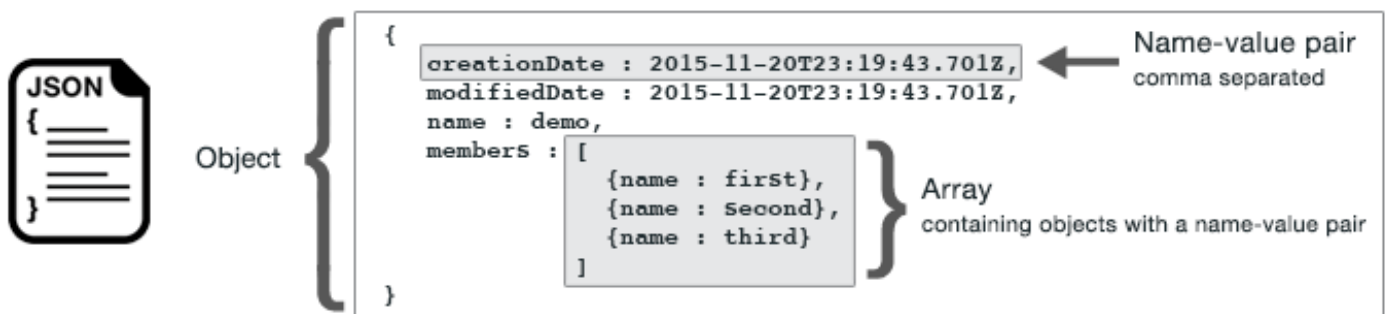 JSON
{
}
Object
{
creationDate : 2015-11-20T23:19:43.701Z,
modifiedDate : 2015-11-20T23:19:43.701Z,
name : demo,
members : [
{name : first},
{name : Second},
{name : third}
]
}
Name-value pair
comma separated
Array
containing objects with a name-value pair